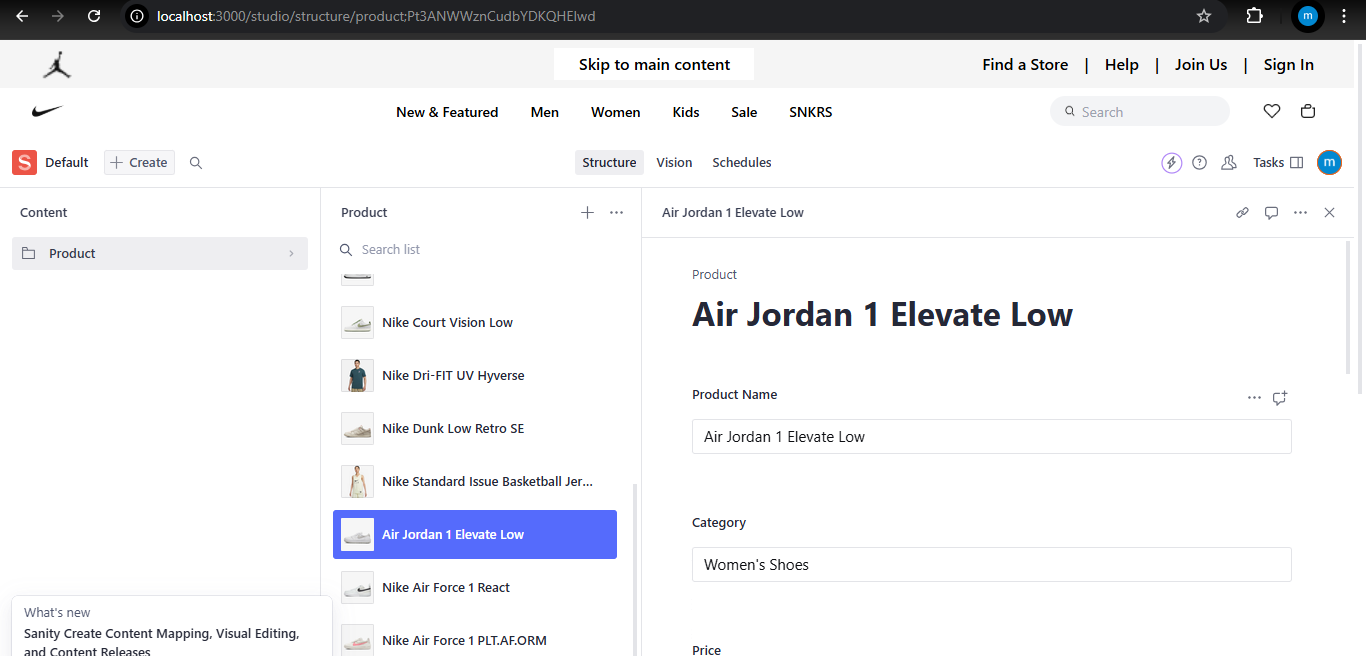 localhost:3000/studio/structure/product;Pt3ANWWznCudbYDKQHElwd
m
Skip to main content
Find a Store | Help | Join Us | Sign In
New & Featured Men Women Kids Sale SNKRS
Search
S Default Create
Structure Vision Schedules
Tasks
m
Content
Product
Product
Search list
Nike Court Vision Low
Nike Dri-FIT UV Hyverse
Nike Dunk Low Retro SE
Nike Standard Issue Basketball Jer...
Air Jordan 1 Elevate Low
Nike Air Force 1 React
Nike Air Force 1 PLT.AF.ORM
Air Jordan 1 Elevate Low
Product
Air Jordan 1 Elevate Low
Product Name
Air Jordan 1 Elevate Low
Category
Women's Shoes
Price
What's new
Sanity Create Content Mapping, Visual Editing,
and Content Releases